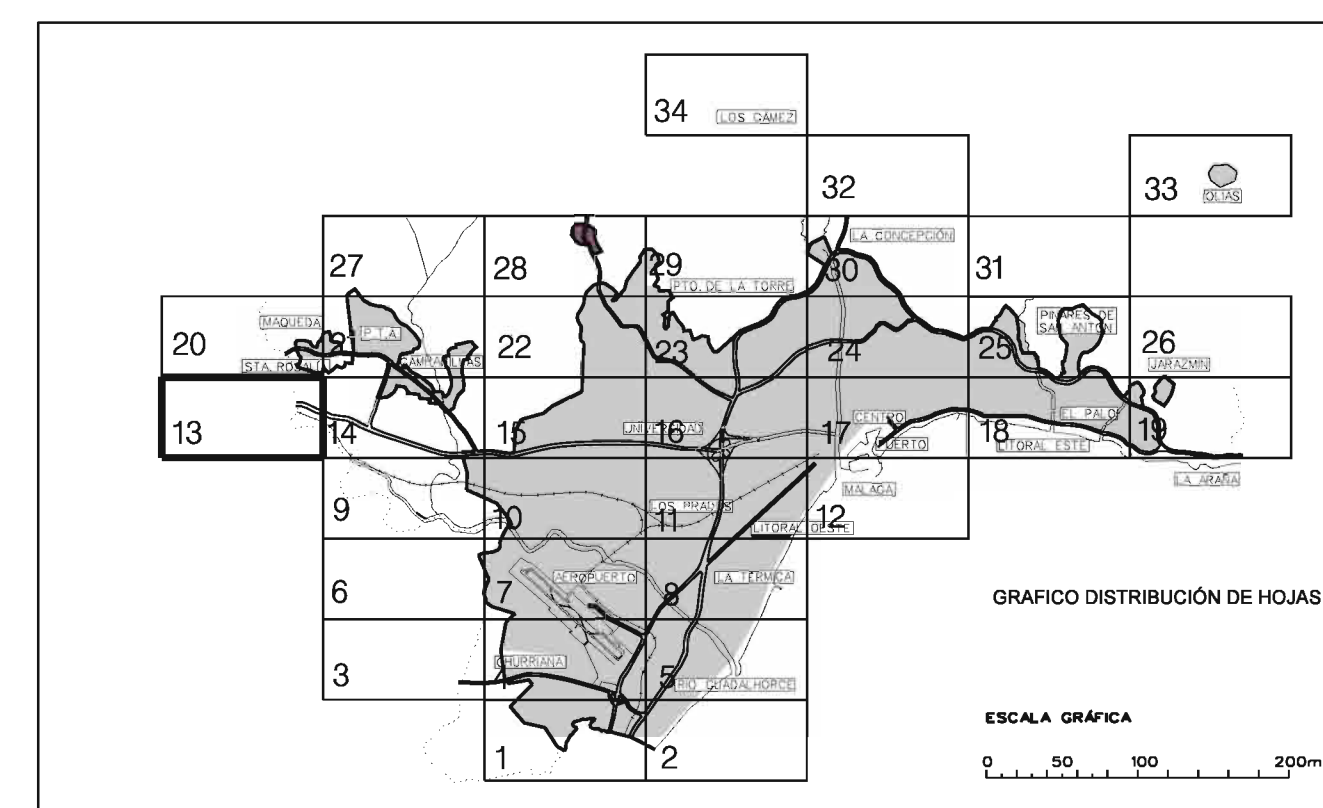 34 LOS GÁMEZ
32
33
OLIAS
LA CONCEPCIÓN
27 28 29 30 31
PTO. DE LA TORRE
MAQUEDA
P.T.A.
PINARES DE
SAN ANTON
20 21 22 23 24 25 26
STA. ROSALIA
CAMPANILLAS
JARAZMIN
CENTRO
EL PALO
13 14 15 16 17 18 19
UNIVERSIDAD
PUERTO
LITORAL ESTE
LA ARAÑA
MALAGA
9 10 11 12
LOS PRADOS
LITORAL OESTE
6 7 8
AEROPUERTO
LA TERMICA
GRAFICO DISTRIBUCIÓN DE HOJAS
CHURRIANA
3 5
RIO GUADALHORCE
ESCALA GRÁFICA
1 2
0 50 100 200m